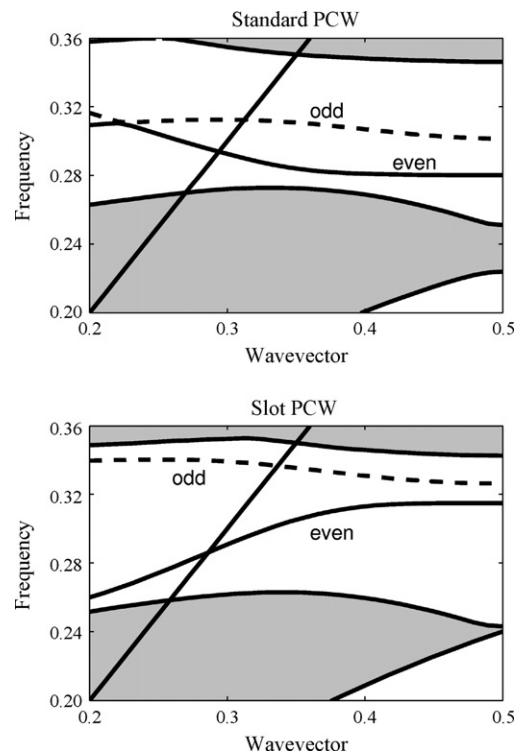 Standard PCW
0.36
0.32
0.28
0.24
0.20
Frequency
odd
even
0.2 0.3 0.4 0.5
Wavevector
Slot PCW
0.36
0.32
0.28
0.24
0.20
Frequency
odd
even
0.2 0.3 0.4 0.5
Wavevector